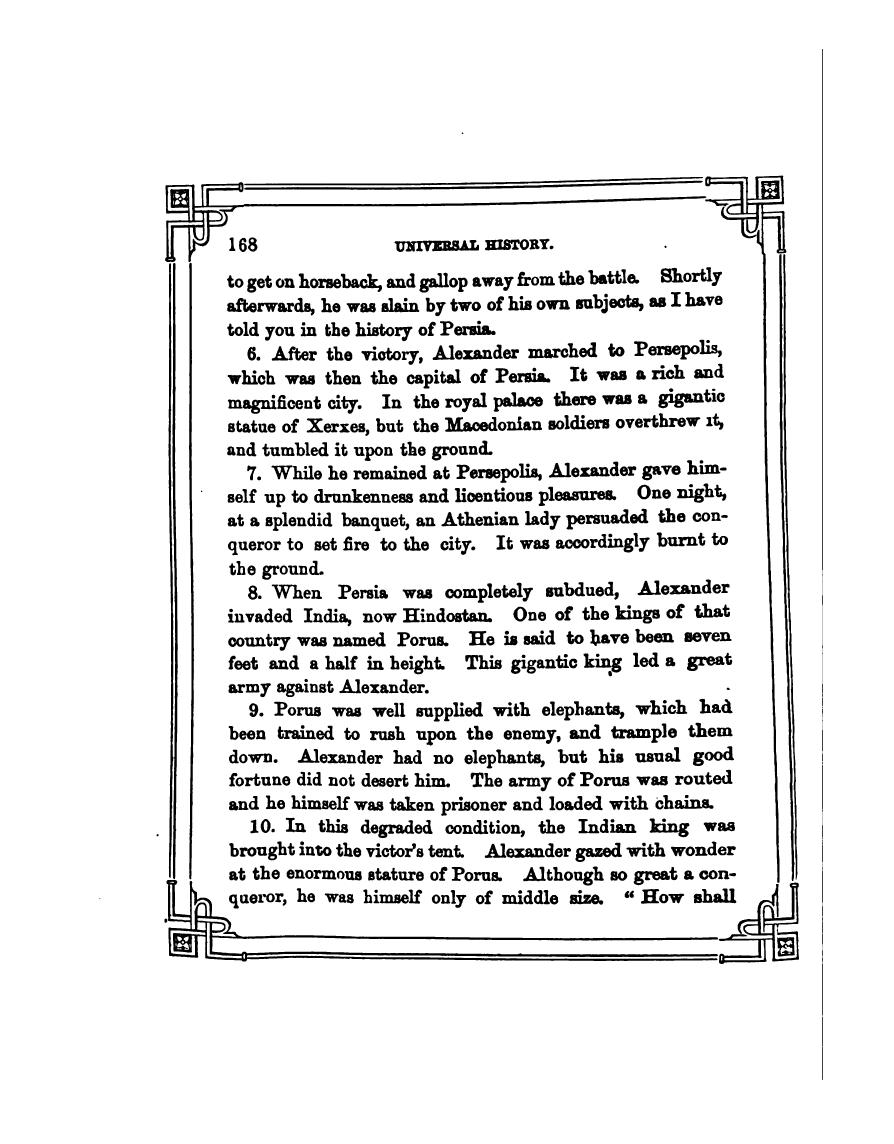 168 UNIVERSAL HISTORY.
to get on horseback, and gallop away from the battle. Shortly
afterwards, he was slain by two of his own subjects, as I have
told you in the history of Persia.
6. After the victory, Alexander marched to Persepolis,
which was then the capital of Persia. It was a rich and
magnificent city. In the royal palace there was a gigantic
statue of Xerxes, but the Macedonian soldiers overthrew it,
and tumbled it upon the ground.
7. While he remained at Persepolis, Alexander gave him-
self up to drunkenness and licentious pleasures. One night,
at a splendid banquet, an Athenian lady persuaded the con-
queror to set fire to the city. It was accordingly burnt to
the ground.
8. When Persia was completely subdued, Alexander
invaded India, now Hindostan. One of the kings of that
country was named Porus. He is said to have been seven
feet and a half in height. This gigantic king led a great
army against Alexander.
9. Porus was well supplied with elephants, which had
been trained to rush upon the enemy, and trample them
down. Alexander had no elephants, but his usual good
fortune did not desert him. The army of Porus was routed
and he himself was taken prisoner and loaded with chains.
10. In this degraded condition, the Indian king was
brought into the victor's tent. Alexander gazed with wonder
at the enormous stature of Porus. Although so great a con-
queror, he was himself only of middle size. “ How shall